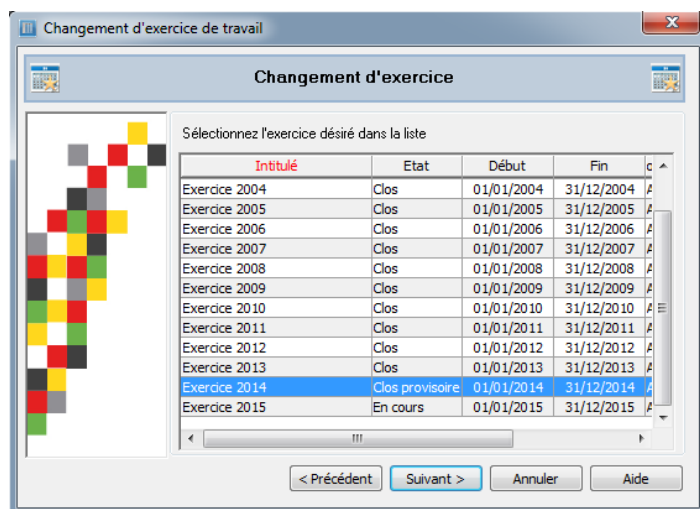 Changement d'exercice de travail
Changement d'exercice
Sélectionnez l'exercice désiré dans la liste
Intitulé Etat Début Fin
Exercice 2004 Clos 01/01/2004 31/12/2004 A
Exercice 2005 Clos 01/01/2005 31/12/2005 A
Exercice 2006 Clos 01/01/2006 31/12/2006 A
Exercice 2007 Clos 01/01/2007 31/12/2007 A
Exercice 2008 Clos 01/01/2008 31/12/2008 A
Exercice 2009 Clos 01/01/2009 31/12/2009 A
Exercice 2010 Clos 01/01/2010 31/12/2010 A
Exercice 2011 Clos 01/01/2011 31/12/2011 A
Exercice 2012 Clos 01/01/2012 31/12/2012 A
Exercice 2013 Clos 01/01/2013 31/12/2013 A
Exercice 2014 Clos provisoire 01/01/2014 31/12/2014 A
Exercice 2015 En cours 01/01/2015 31/12/2015 A
< Précédent Suivant > Annuler Aide